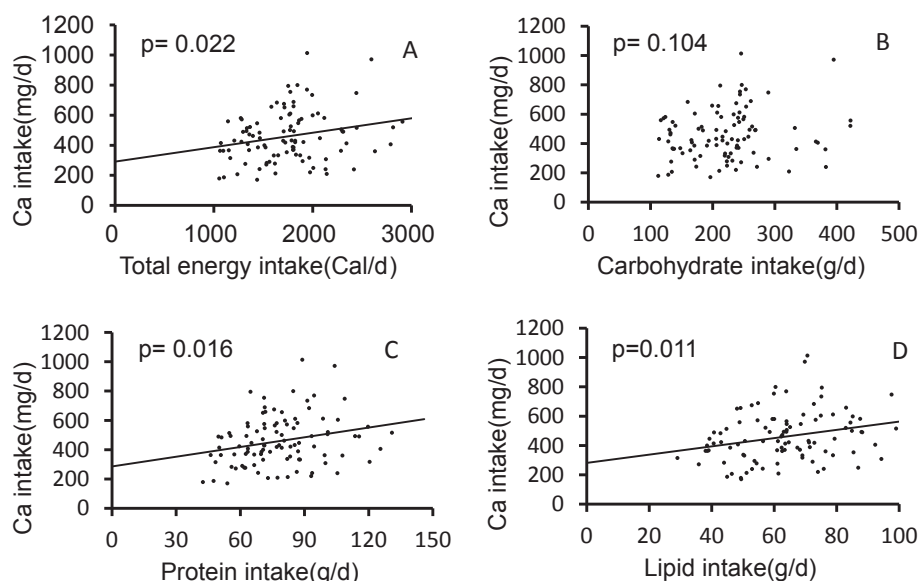 1200
1000
800
600
400
200
0
Ca intake(mg/d)
p= 0.022
A
0 1000 2000 3000
Total energy intake(Cal/d)
1200
1000
800
600
400
200
0
Ca intake(mg/d)
p= 0.104
B
0 100 200 300 400 500
Carbohydrate intake(g/d)
1200
1000
800
600
400
200
0
Ca intake(mg/d)
p= 0.016
C
0 30 60 90 120 150
Protein intake(g/d)
1200
1000
800
600
400
200
0
Ca intake(mg/d)
p=0.011
D
0 20 40 60 80 100
Lipid intake(g/d)